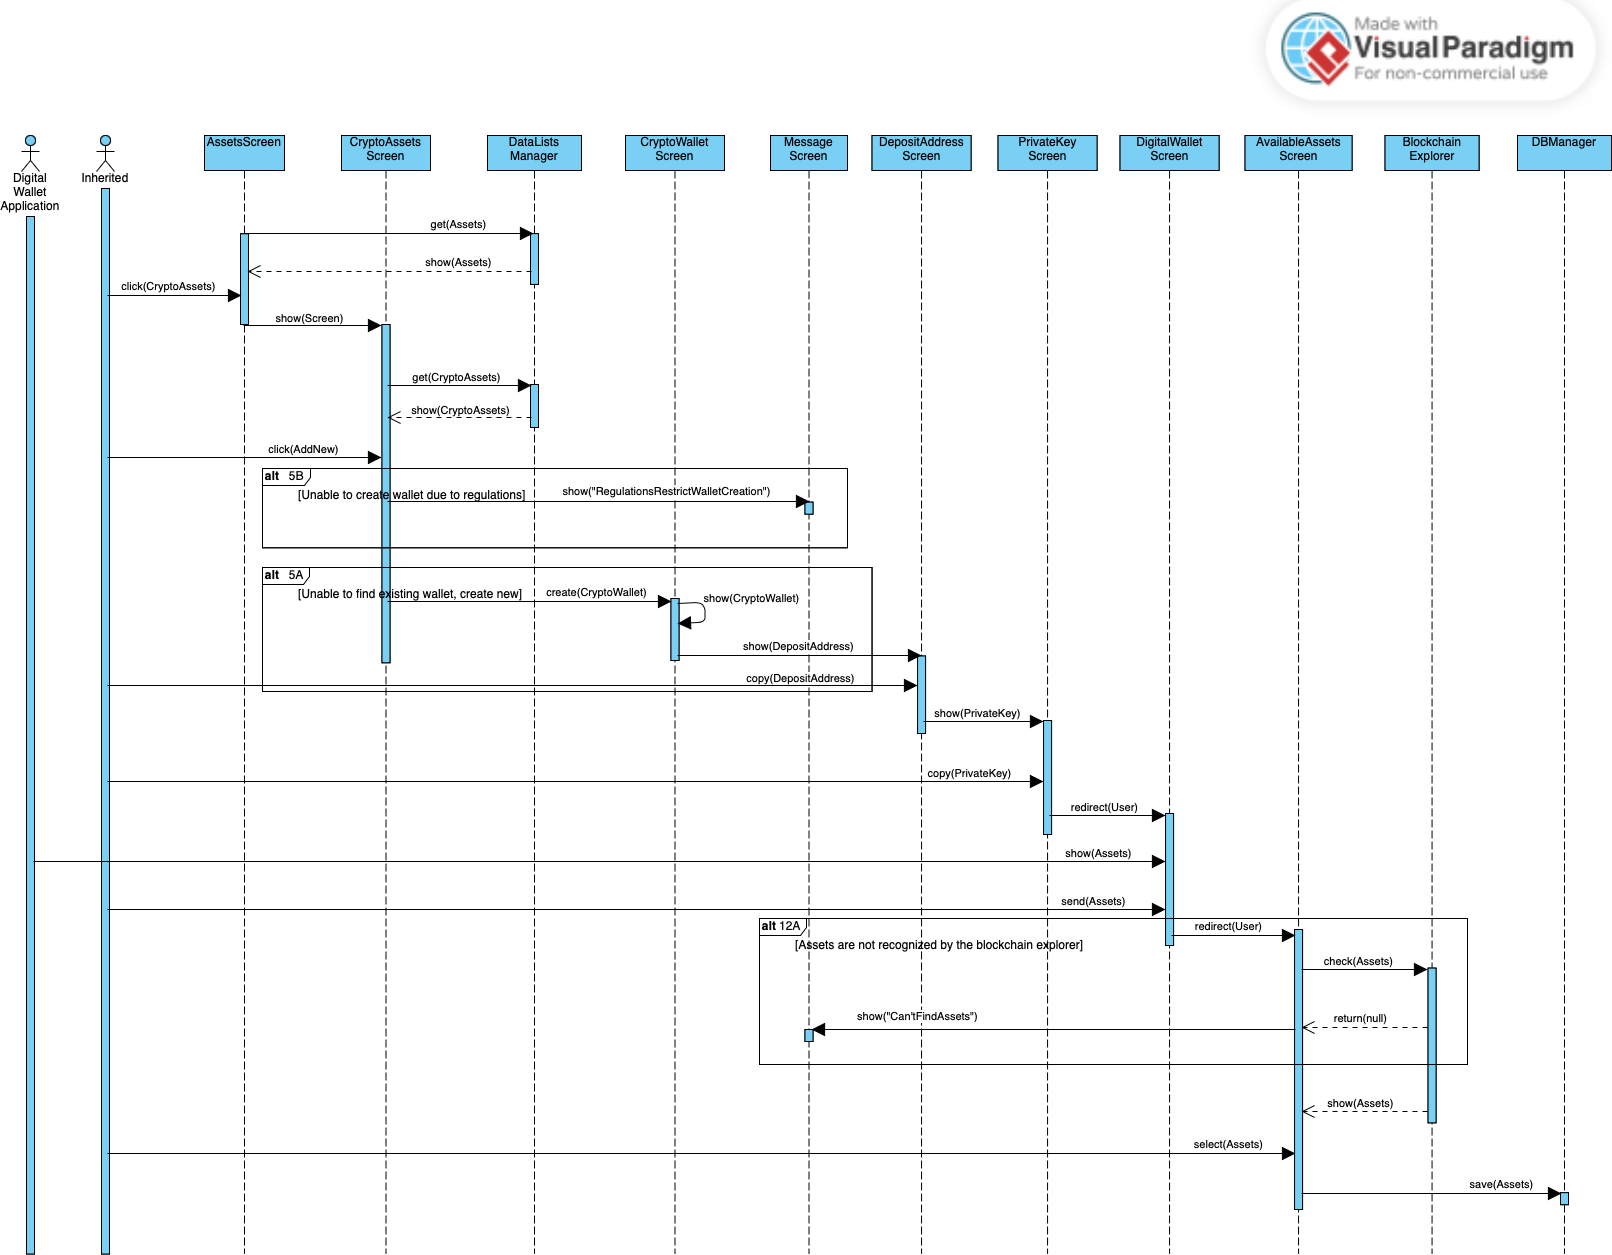 Made with
Visual Paradigm
For non-commercial use
Digital
Wallet
Application
Inherited
AssetsScreen
CryptoAssets
Screen
DataLists
Manager
CryptoWallet
Screen
Message
Screen
DepositAddress
Screen
PrivateKey
Screen
DigitalWallet
Screen
AvailableAssets
Screen
Blockchain
Explorer
DBManager
get(Assets)
show(Assets)
click(CryptoAssets)
show(Screen)
get(CryptoAssets)
show(CryptoAssets)
click(AddNew)
alt 5B
[Unable to create wallet due to regulations]
show("RegulationsRestrictWalletCreation")
alt 5A
[Unable to find existing wallet, create new]
create(CryptoWallet)
show(CryptoWallet)
show(DepositAddress)
copy(DepositAddress)
show(PrivateKey)
copy(PrivateKey)
redirect(User)
show(Assets)
send(Assets)
alt 12A
redirect(User)
[Assets are not recognized by the blockchain explorer]
check(Assets)
show("Can'tFindAssets")
return(null)
show(Assets)
select(Assets)
save(Assets)